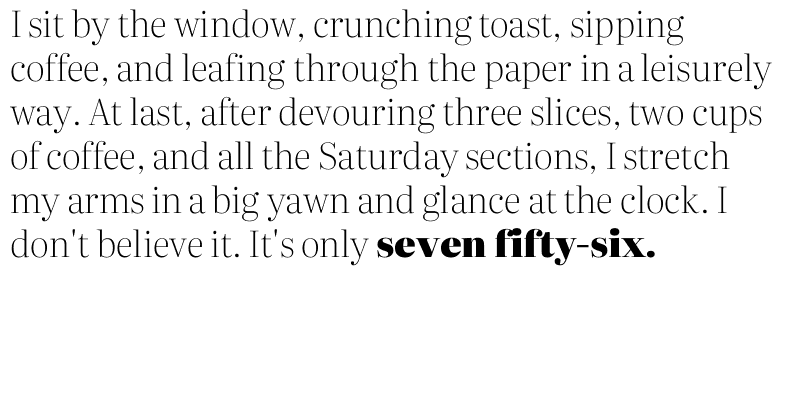 I sit by the window, crunching toast, sipping
coffee, and leafing through the paper in a leisurely
way. At last, after devouring three slices, two cups
of coffee, and all the Saturday sections, I stretch
my arms in a big yawn and glance at the clock. I
don't believe it. It's only seven fifty-six.